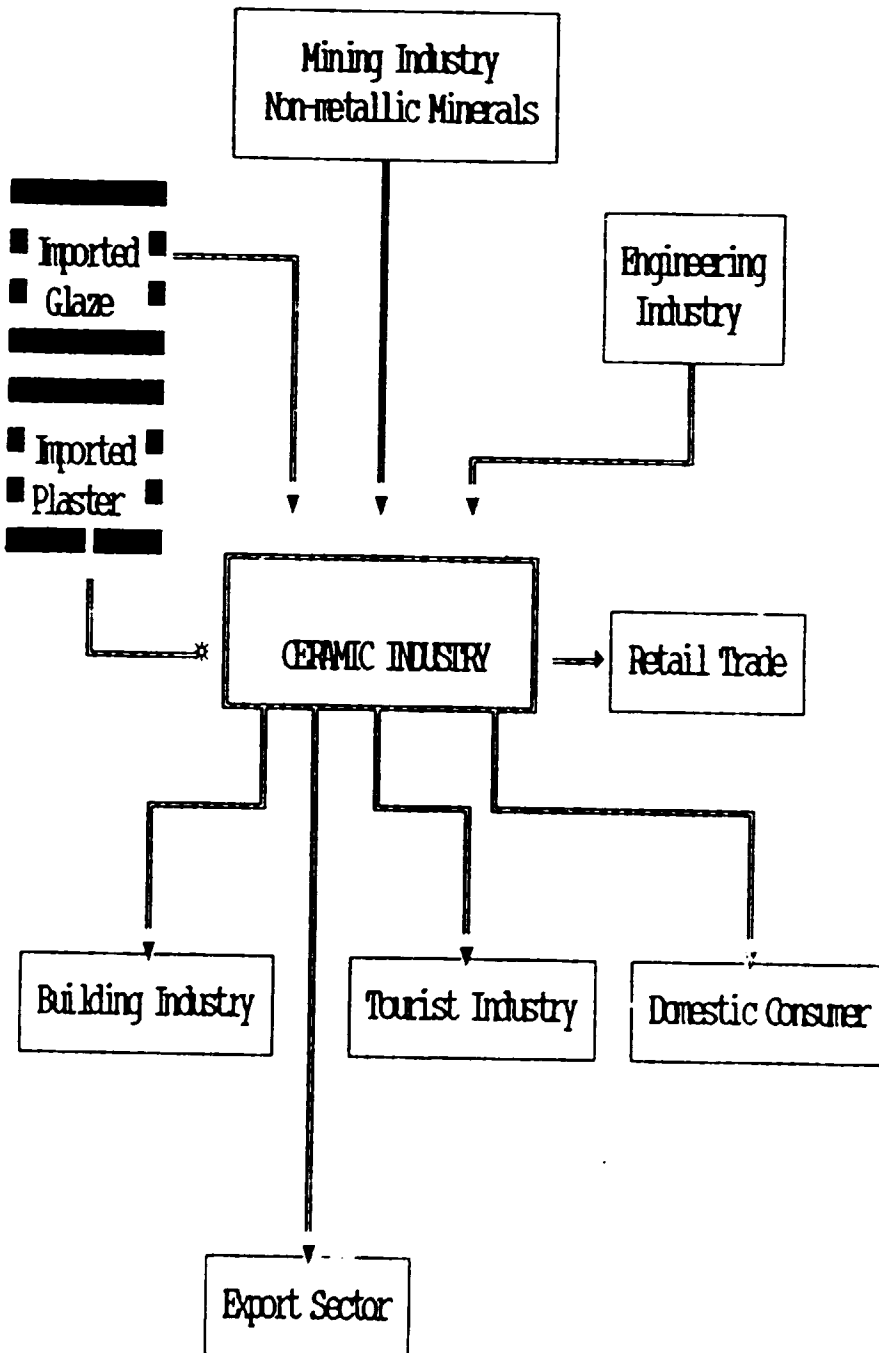 Mining Industry
Non-metallic Minerals
Imported
Glaze
Engineering
Industry
Imported
Plaster
CERAMIC INDUSTRY
Retail Trade
Building Industry
Tourist Industry
Domestic Consumer
Export Sector